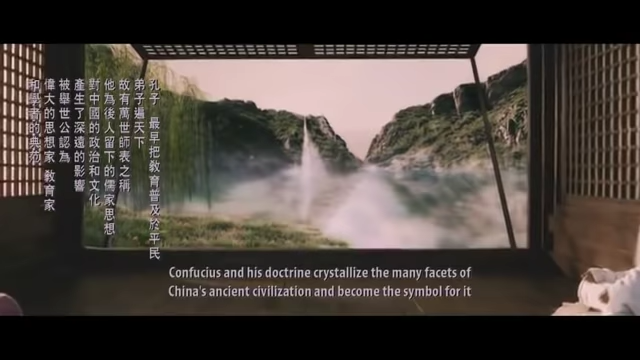 孔子 最早把教育普及於平民
弟子遍天下
故有萬世師表之稱
他為後人留下的儒家思想
對中國的政治和文化
產生了深遠的影響
被舉世公認為
偉大的思想家 教育家
和學者的典范
Confucius and his doctrine crystallize the many facets of
China's ancient civilization and become the symbol for it